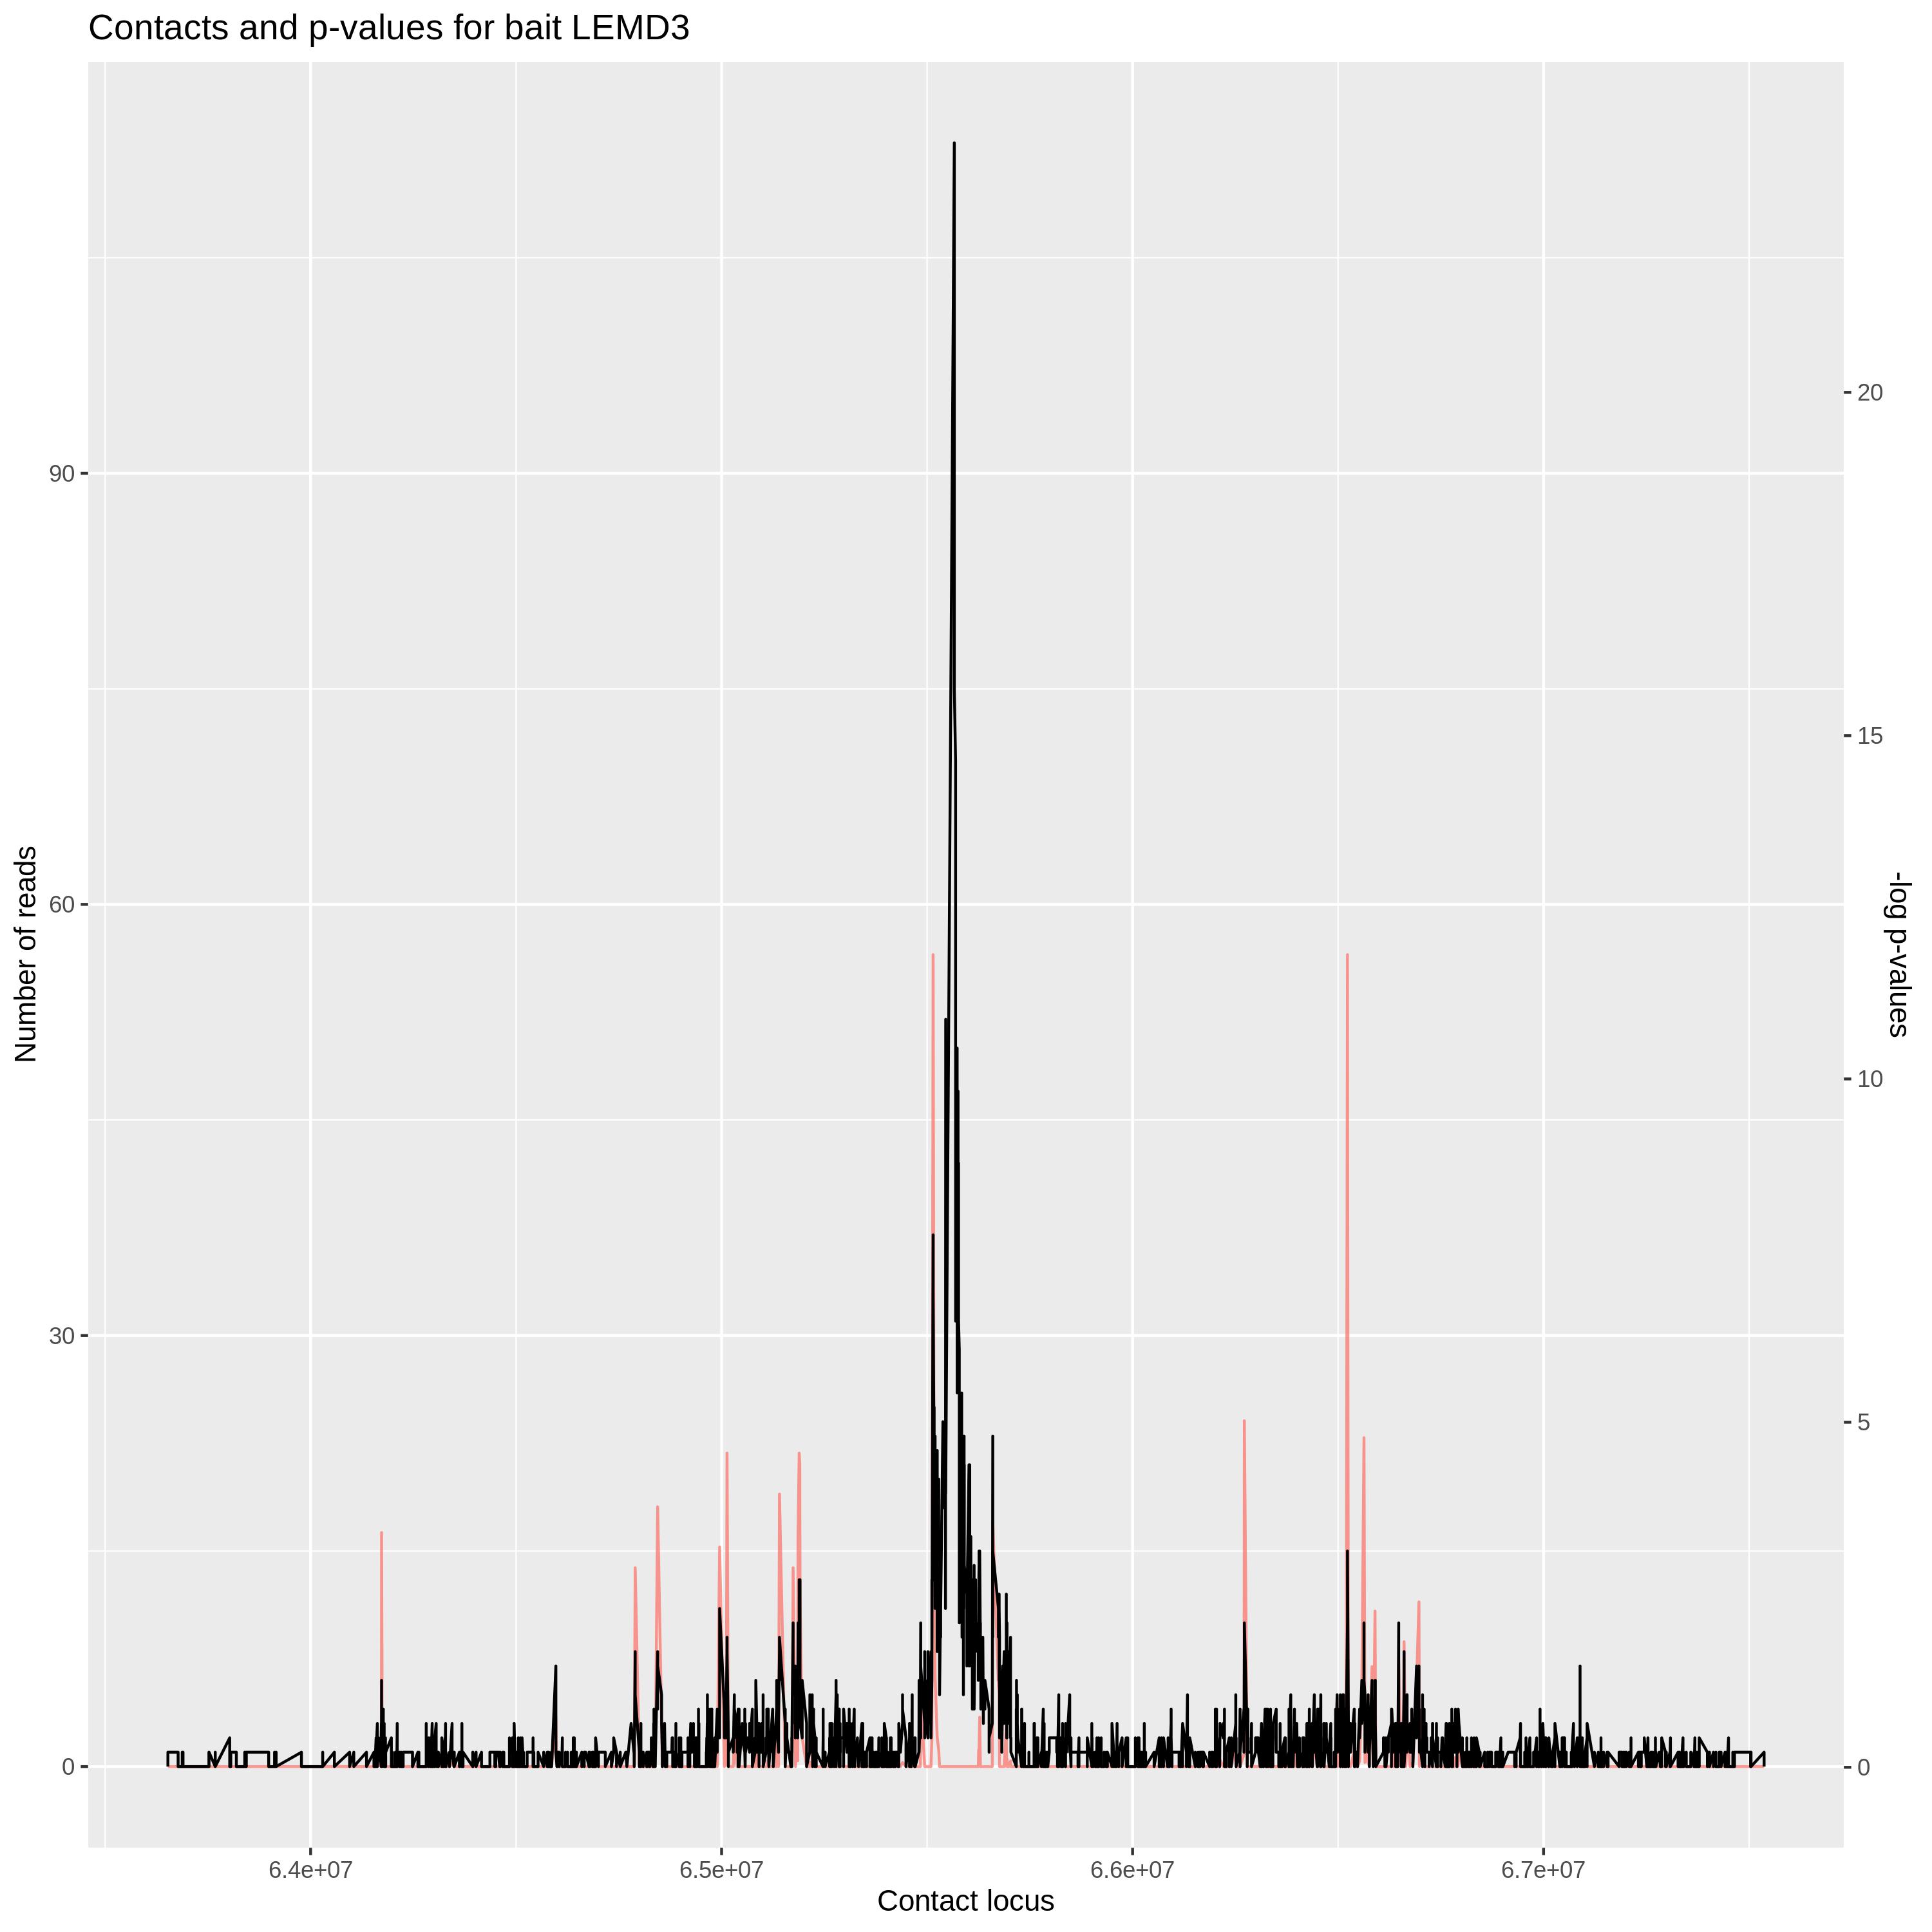 Contacts and p-values for bait LEMD3
Number of reads
90
60
30
0
20
15
10
5
0
-log p-values
6.4e+07
6.5e+07
6.6e+07
6.7e+07
Contact locus